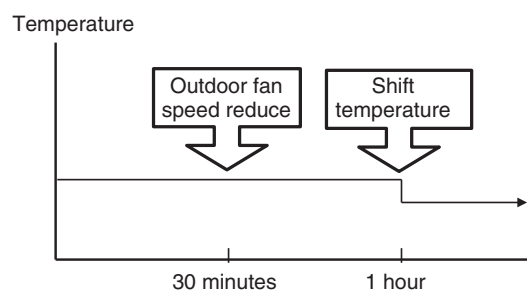 Temperature
Outdoor fan
speed reduce
Shift
temperature
30 minutes
1 hour